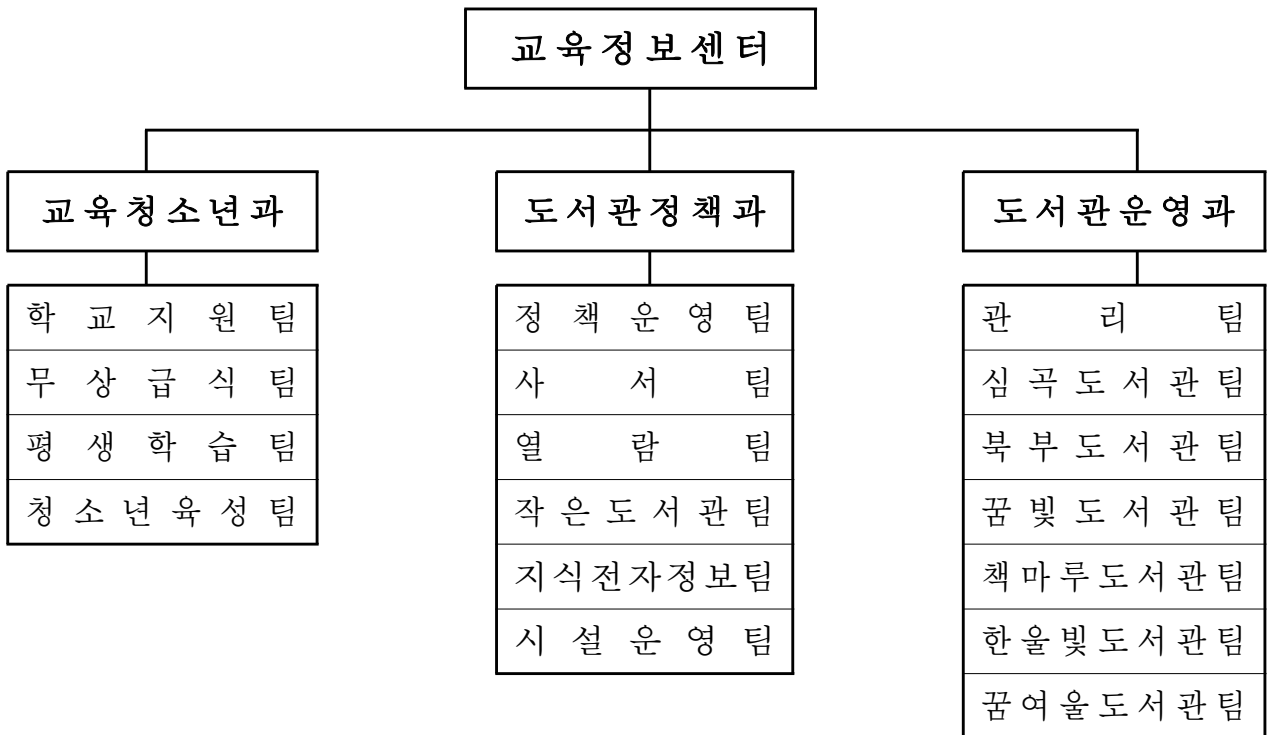 교육정보센터
교육청소년과
학교지원팀
무상급식팀
평생학습팀
청소년육성팀
도서관정책과
정책운영팀
사서팀
열람팀
작은도서관팀
지식전자정보팀
시설운영팀
도서관운영과
관리팀
심곡도서관팀
북부도서관팀
꿈빛도서관팀
책마루도서관팀
한울빛도서관팀
꿈여울도서관팀